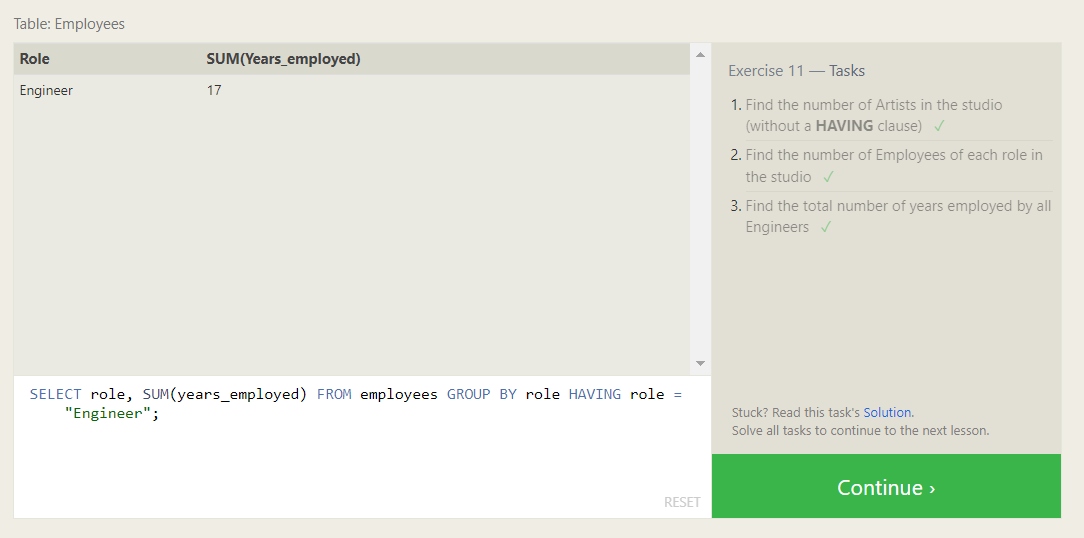 Table: Employees
Role SUM(Years_employed)
Engineer 17
SELECT role, SUM(years_employed) FROM employees GROUP BY role HAVING role =
"Engineer";
RESET
Exercise 11 — Tasks
1. Find the number of Artists in the studio
(without a HAVING clause) ✓
2. Find the number of Employees of each role in
the studio ✓
3. Find the total number of years employed by all
Engineers ✓
Stuck? Read this task's Solution.
Solve all tasks to continue to the next lesson.
Continue ›